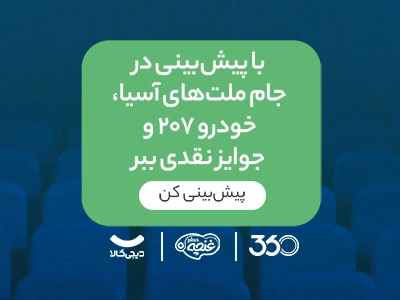 با پیش‌بینی در
جام ملت‌های آسیا،
خودرو ۲۰۷ و
جوایز نقدی ببر
پیش‌بینی کن
دیجی‌کالا
غنچه plus
360